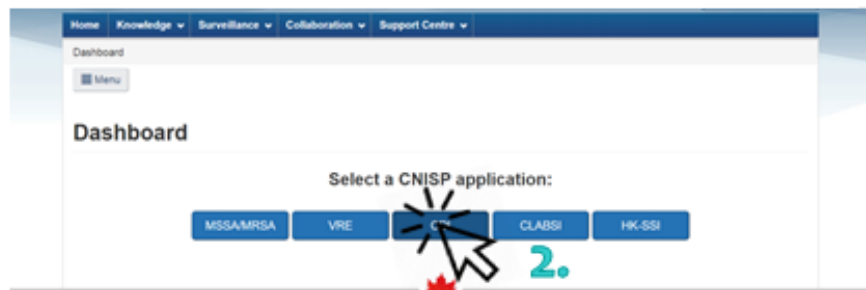 Home Knowledge Surveillance Collaboration Support Centre
Dashboard
Menu
Dashboard
Select a CNISP application:
MSSA/MRSA VRE CLABSI HK-SSI
2.